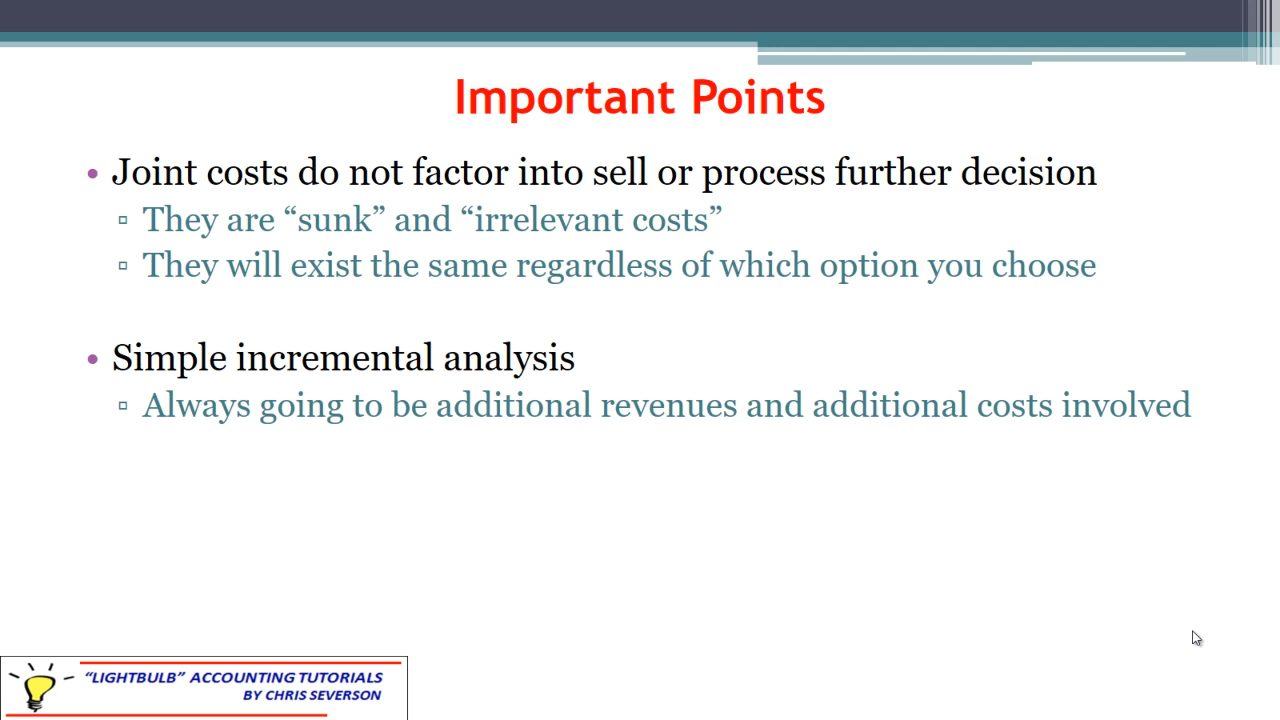 Important Points
• Joint costs do not factor into sell or process further decision
▫ They are “sunk” and “irrelevant costs”
▫ They will exist the same regardless of which option you choose
• Simple incremental analysis
▫ Always going to be additional revenues and additional costs involved
“LIGHTBULB” ACCOUNTING TUTORIALS
BY CHRIS SEVERSON